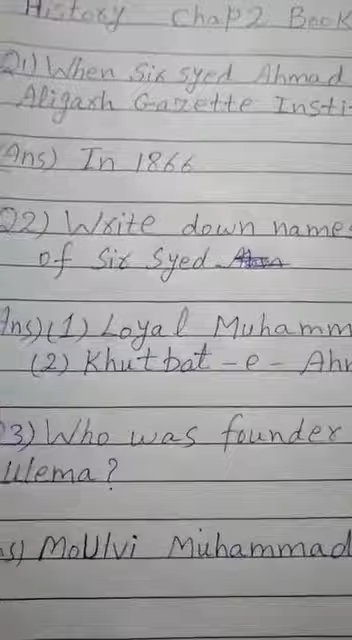 History Chap2 Book
Q1) When Sir Syed Ahmad
Aligarh Gazette Insti
Ans) In 1866
Q2) Write down name
of Sir Syed
Ans)(1) Loyal Muhamm
(2) Khutbat-e-Ah
3) Who was founder
Ulema?
s) MoUlvi Muhammad